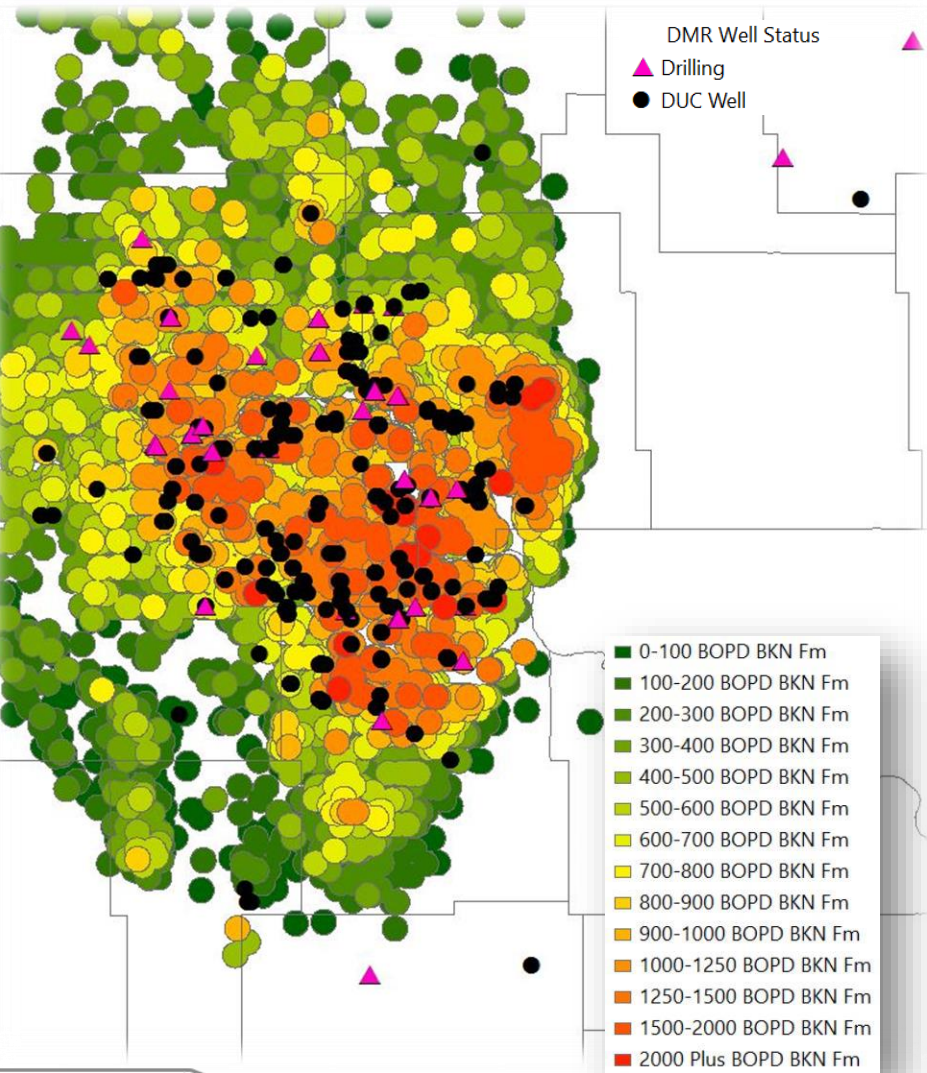 DMR Well Status
Drilling
DUC Well
0-100 BOPD BKN Fm
100-200 BOPD BKN Fm
200-300 BOPD BKN Fm
300-400 BOPD BKN Fm
400-500 BOPD BKN Fm
500-600 BOPD BKN Fm
600-700 BOPD BKN Fm
700-800 BOPD BKN Fm
800-900 BOPD BKN Fm
900-1000 BOPD BKN Fm
1000-1250 BOPD BKN Fm
1250-1500 BOPD BKN Fm
1500-2000 BOPD BKN Fm
2000 Plus BOPD BKN Fm